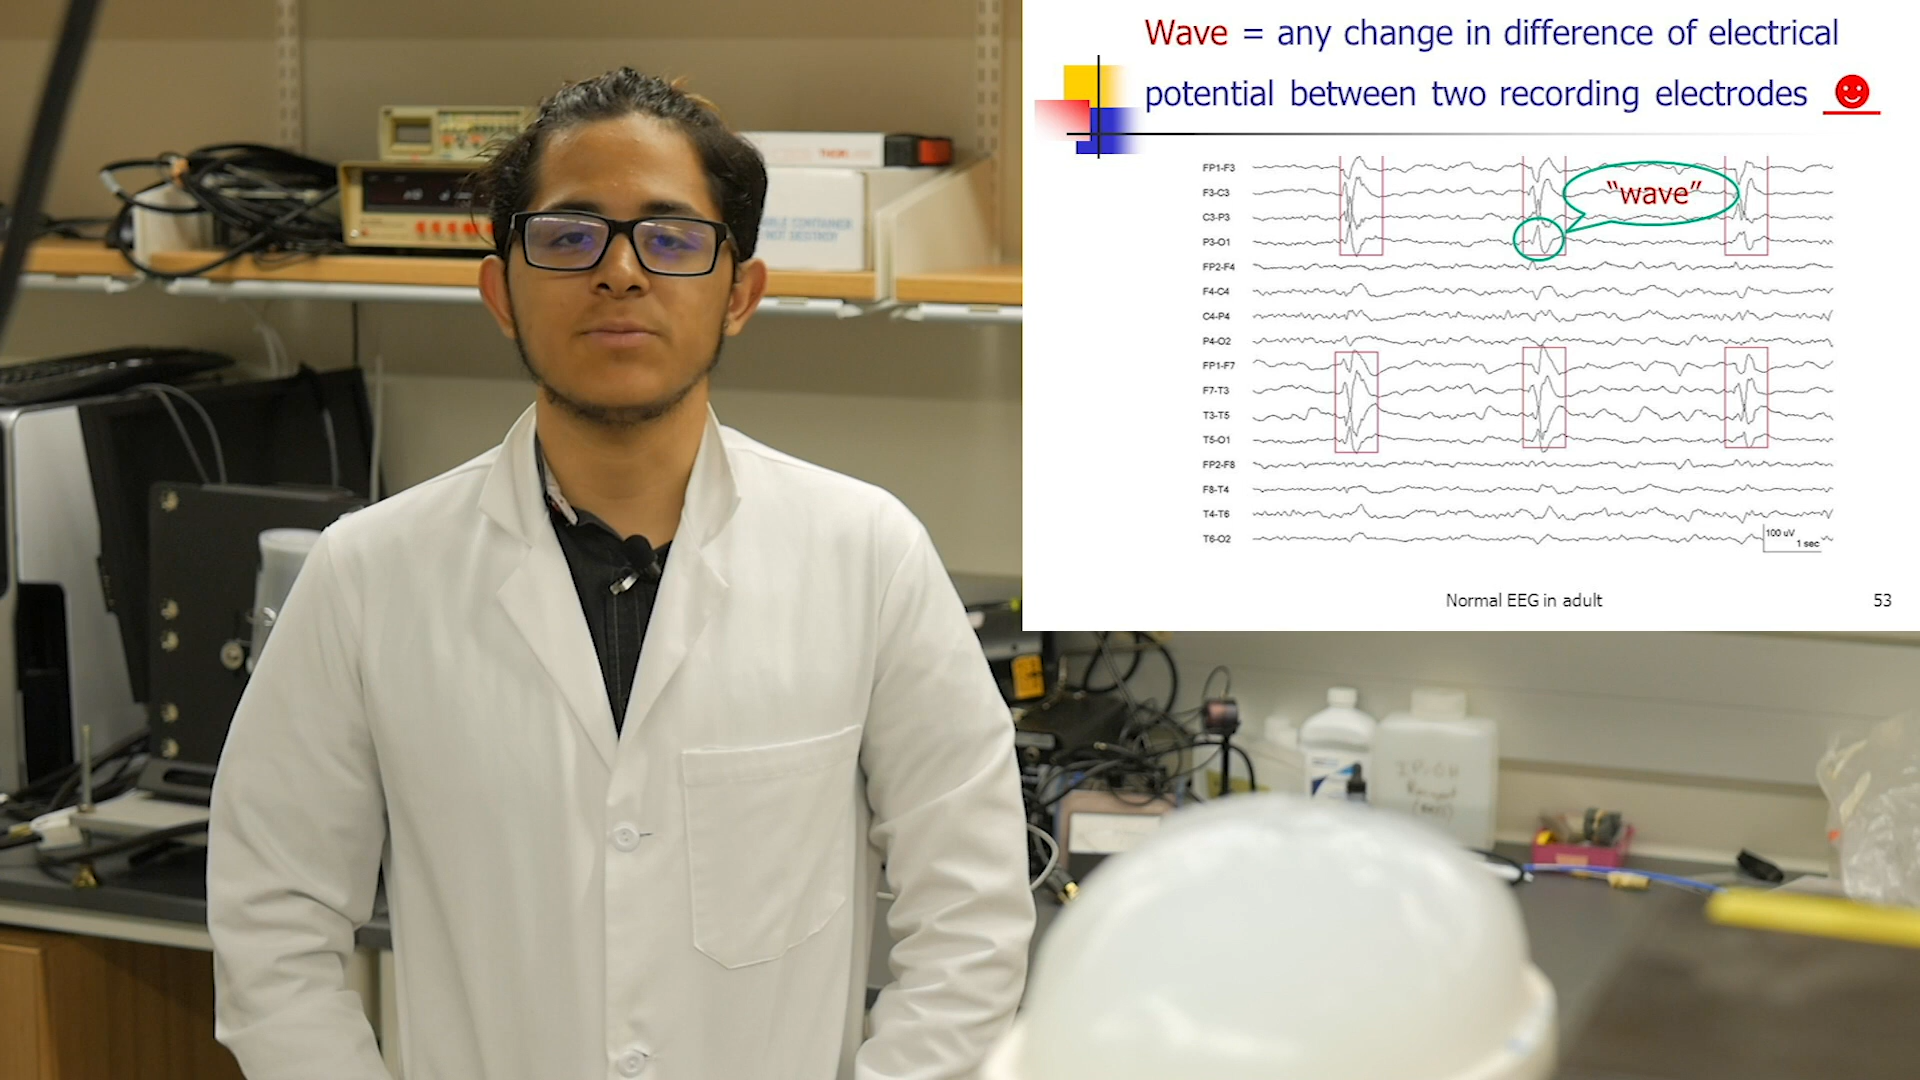 Wave = any change in difference of electrical
potential between two recording electrodes
"wave"
FP1-F3
F3-C3
C3-P3
P3-O1
FP2-F4
F4-C4
C4-P4
P4-O2
FP1-F7
F7-T3
T3-T5
T5-O1
FP2-F8
F8-T4
T4-T6
T6-O2
100 uV
1 sec
Normal EEG in adult
53
NOT DESTROY